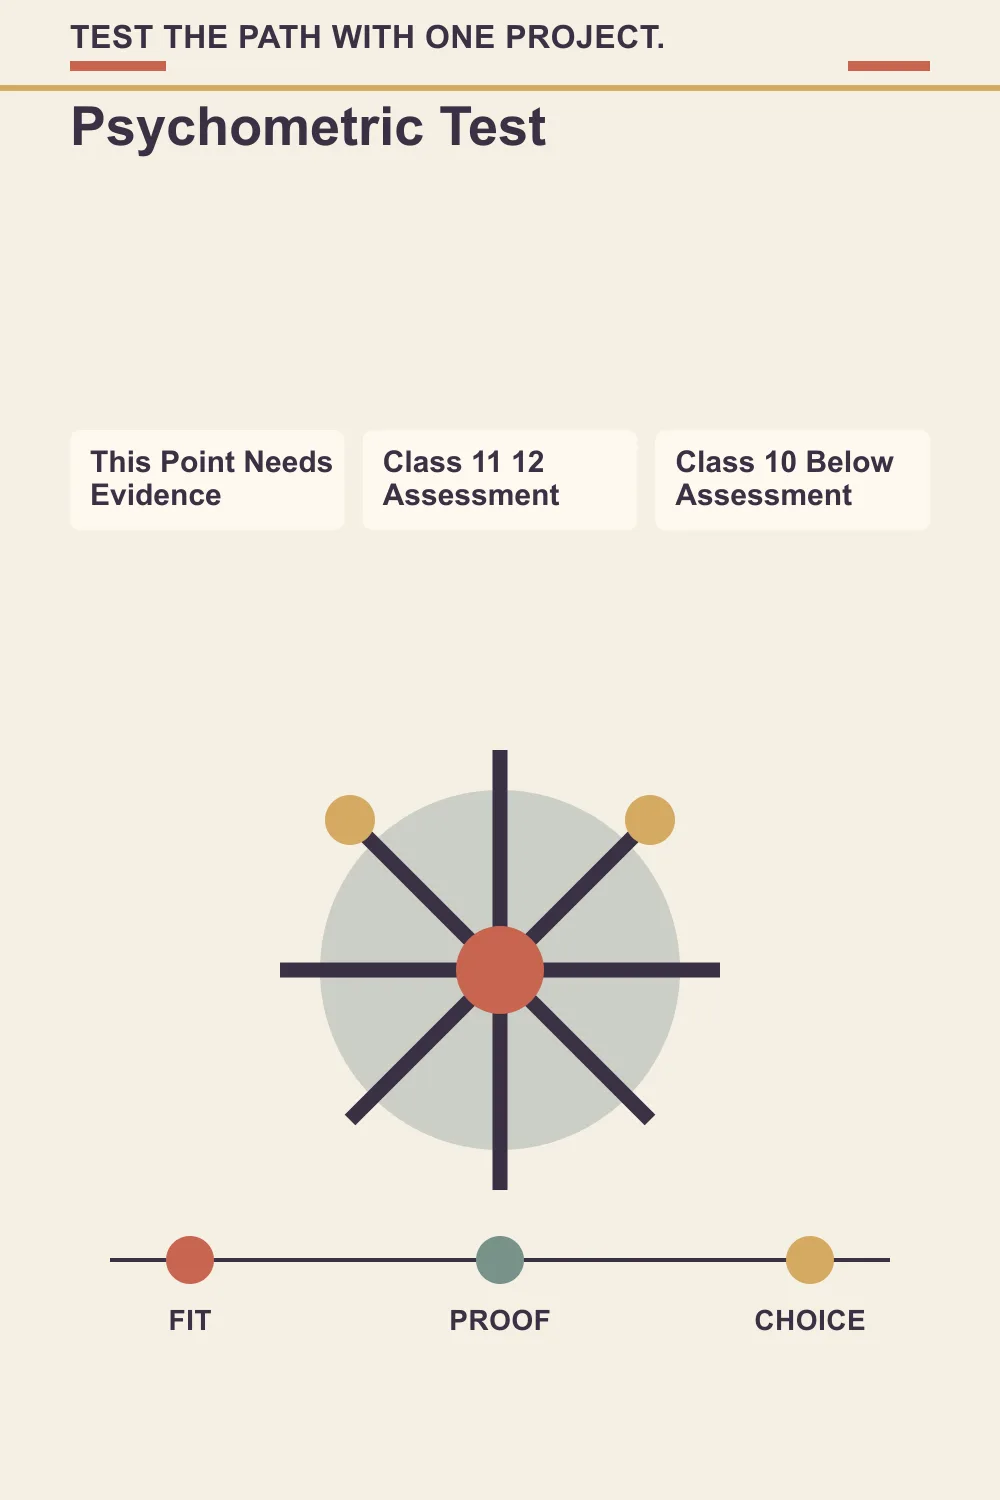 TEST THE PATH WITH ONE PROJECT.
Psychometric Test
This Point Needs
Evidence
Class 11 12
Assessment
Class 10 Below
Assessment
FIT
PROOF
CHOICE